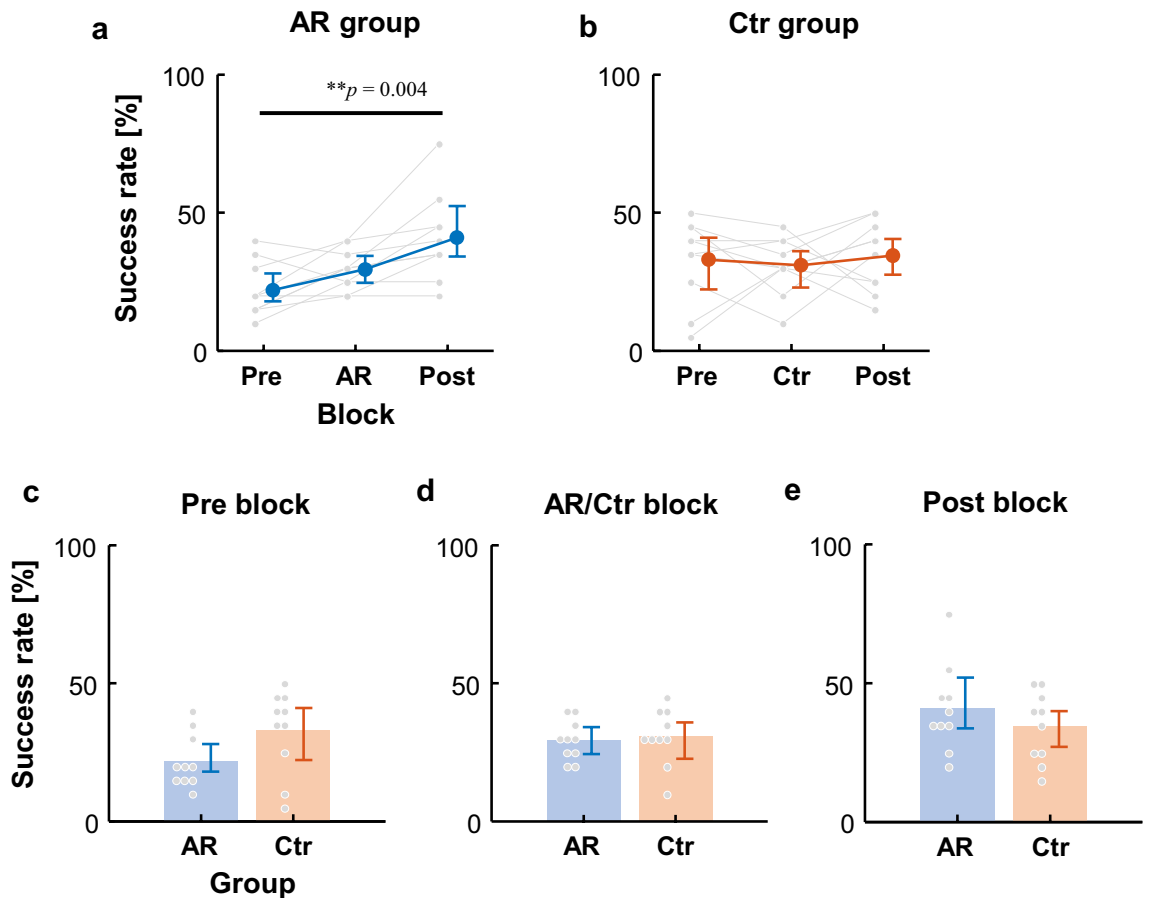 a
AR group
Success rate [%]
100
50
0
**p = 0.004
Pre
AR
Post
Block
b
Ctr group
100
50
0
Pre
Ctr
Post
c
Pre block
Success rate [%]
100
50
0
AR
Ctr
Group
d
AR/Ctr block
100
50
0
AR
Ctr
e
Post block
100
50
0
AR
Ctr